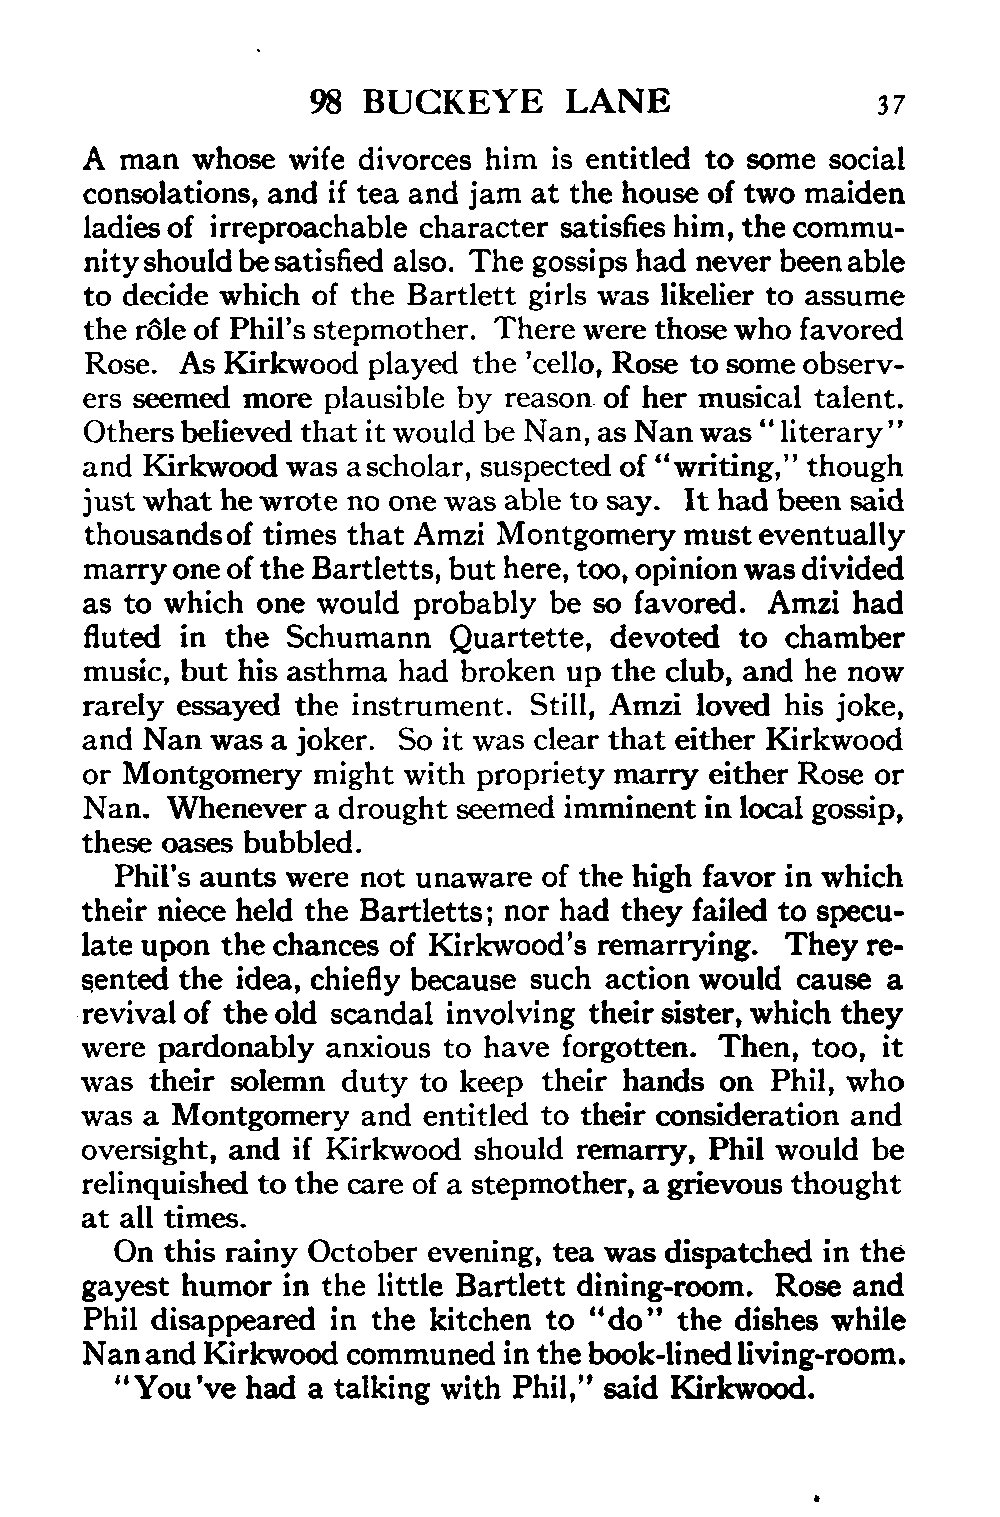 98 BUCKEYE LANE 37
A man whose wife divorces him is entitled to some social
consolations, and if tea and jam at the house of two maiden
ladies of irreproachable character satisfies him, the commu-
nity should be satisfied also. The gossips had never been able
to decide which of the Bartlett girls was likelier to assume
the rôle of Phil's stepmother. There were those who favored
Rose. As Kirkwood played the 'cello, Rose to some observ-
ers seemed more plausible by reason of her musical talent.
Others believed that it would be Nan, as Nan was "literary"
and Kirkwood was a scholar, suspected of "writing," though
just what he wrote no one was able to say. It had been said
thousands of times that Amzi Montgomery must eventually
marry one of the Bartletts, but here, too, opinion was divided
as to which one would probably be so favored. Amzi had
fluted in the Schumann Quartette, devoted to chamber
music, but his asthma had broken up the club, and he now
rarely essayed the instrument. Still, Amzi loved his joke,
and Nan was a joker. So it was clear that either Kirkwood
or Montgomery might with propriety marry either Rose or
Nan. Whenever a drought seemed imminent in local gossip,
these oases bubbled.
Phil's aunts were not unaware of the high favor in which
their niece held the Bartletts; nor had they failed to specu-
late upon the chances of Kirkwood's remarrying. They re-
sented the idea, chiefly because such action would cause a
revival of the old scandal involving their sister, which they
were pardonably anxious to have forgotten. Then, too, it
was their solemn duty to keep their hands on Phil, who
was a Montgomery and entitled to their consideration and
oversight, and if Kirkwood should remarry, Phil would be
relinquished to the care of a stepmother, a grievous thought
at all times.
On this rainy October evening, tea was dispatched in the
gayest humor in the little Bartlett dining-room. Rose and
Phil disappeared in the kitchen to "do" the dishes while
Nan and Kirkwood communed in the book-lined living-room.
"You've had a talking with Phil," said Kirkwood.